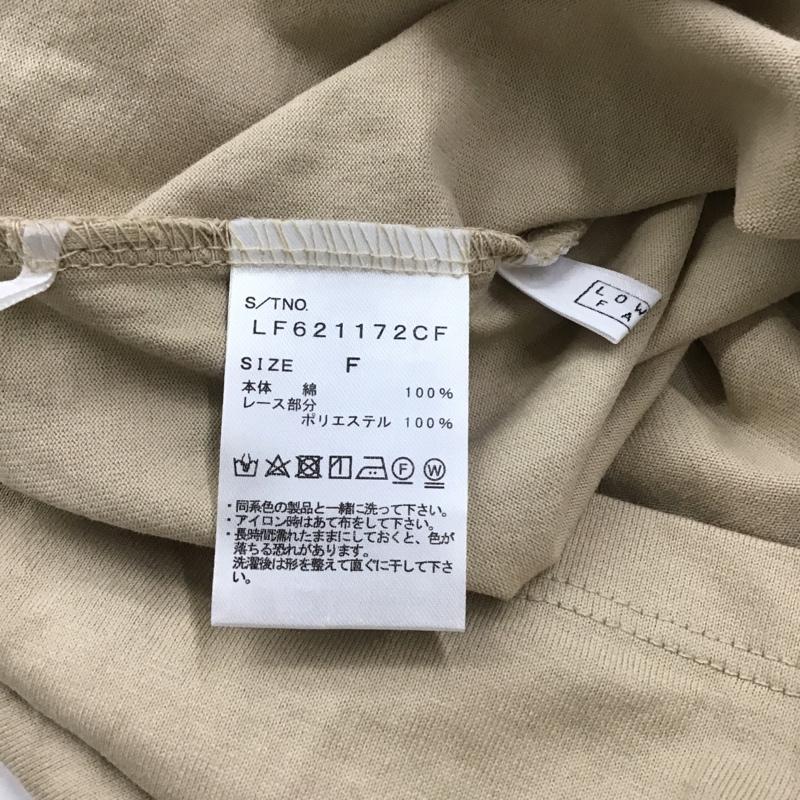 S/TNO.
LF621172CF
SIZE F
本体 綿 100%
レース部分
ポリエステル 100%
F W
・同系色の製品と一緒に洗って下さい。
・アイロン時はあて布をして下さい。
・長時間濡れたままにしておくと、色が
落ちる恐れがあります。
洗濯後は形を整えて直ぐに干して下さ
い。
LOW
FA